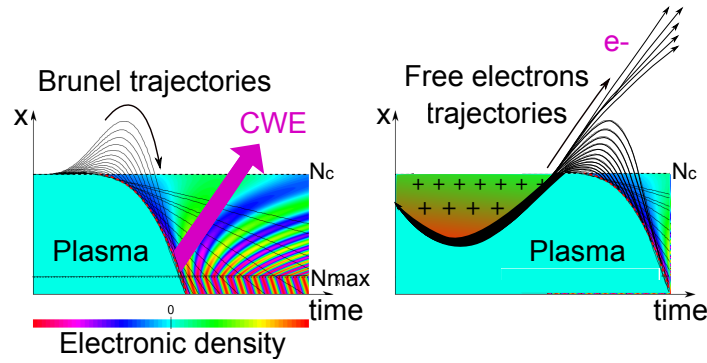 Brunel trajectories
CWE
x
Nc
Plasma
Nmax
time
0
Electronic density
e-
Free electrons
trajectories
x
Nc
+ + + + + +
+ + + +
Plasma
time